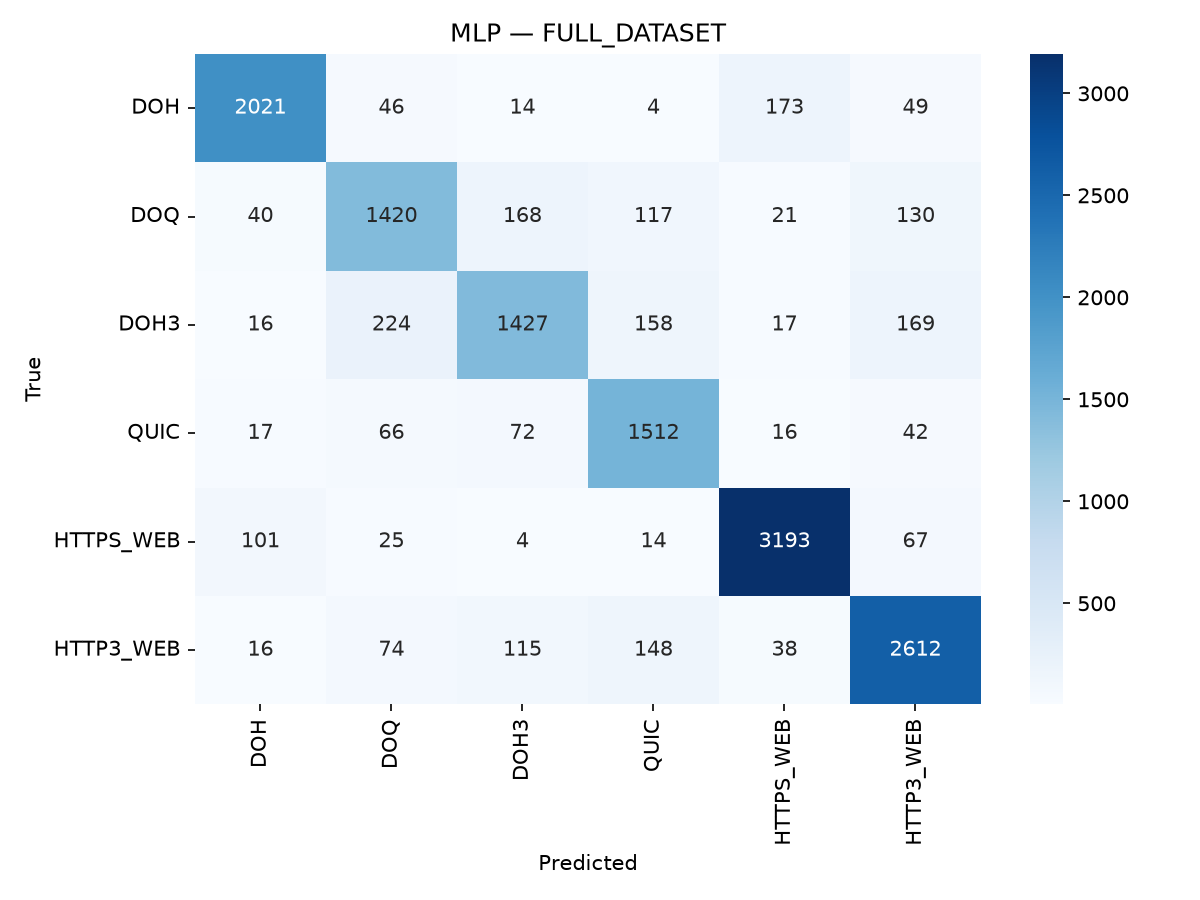 MLP — FULL_DATASET
DOH 2021 46 14 4 173 49
DOQ 40 1420 168 117 21 130
DOH3 16 224 1427 158 17 169
QUIC 17 66 72 1512 16 42
HTTPS_WEB 101 25 4 14 3193 67
HTTP3_WEB 16 74 115 148 38 2612
True
DOH DOQ DOH3 QUIC HTTPS_WEB HTTP3_WEB
Predicted
3000
2500
2000
1500
1000
500